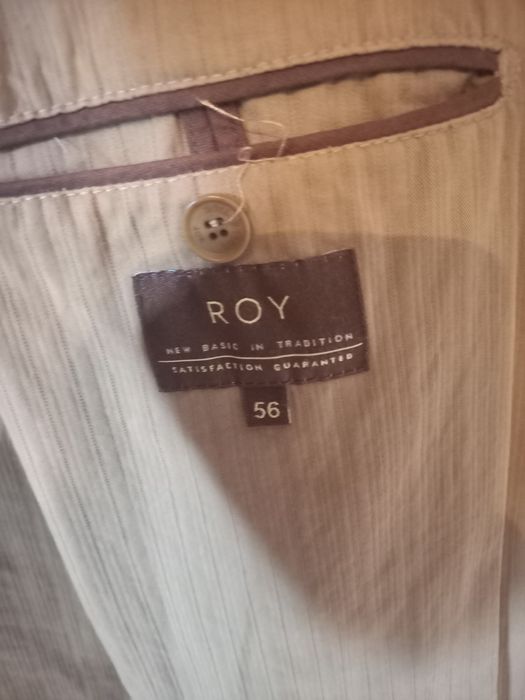 ROY
NEW BASIC IN TRADITION
SATISFACTION GUARANTEED
56